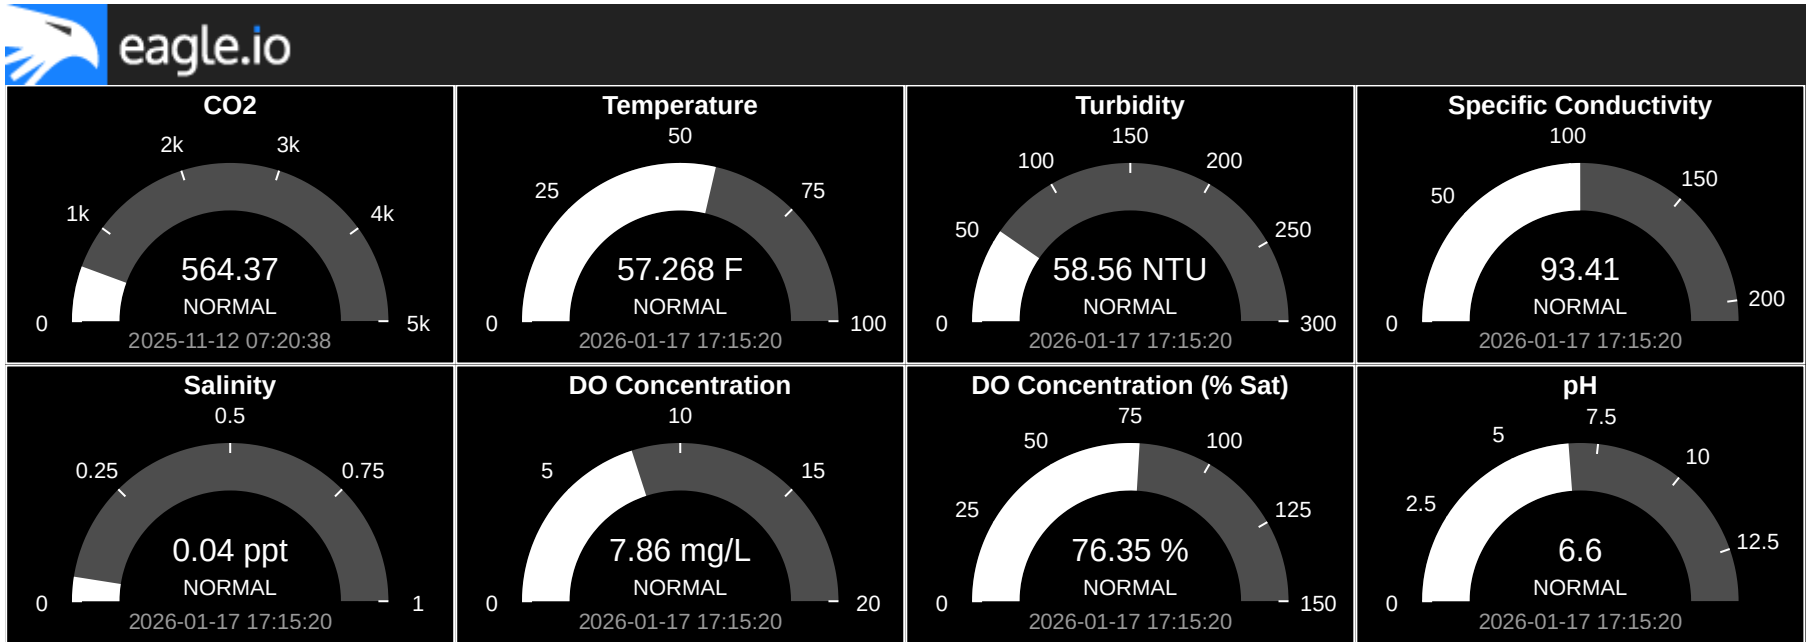 eagle.io
CO2
2k
3k
1k
4k
564.37
NORMAL
0
5k
2025-11-12 07:20:38
Temperature
50
25
75
57.268 F
NORMAL
0
100
2026-01-17 17:15:20
Turbidity
150
100
200
50
250
58.56 NTU
NORMAL
0
300
2026-01-17 17:15:20
Specific Conductivity
100
50
150
93.41
200
NORMAL
0
2026-01-17 17:15:20
Salinity
0.5
0.25
0.75
0.04 ppt
NORMAL
0
1
2026-01-17 17:15:20
DO Concentration
10
5
15
7.86 mg/L
NORMAL
0
20
2026-01-17 17:15:20
DO Concentration (% Sat)
75
50
100
25
125
76.35 %
NORMAL
0
150
2026-01-17 17:15:20
pH
7.5
5
10
2.5
12.5
6.6
NORMAL
0
2026-01-17 17:15:20